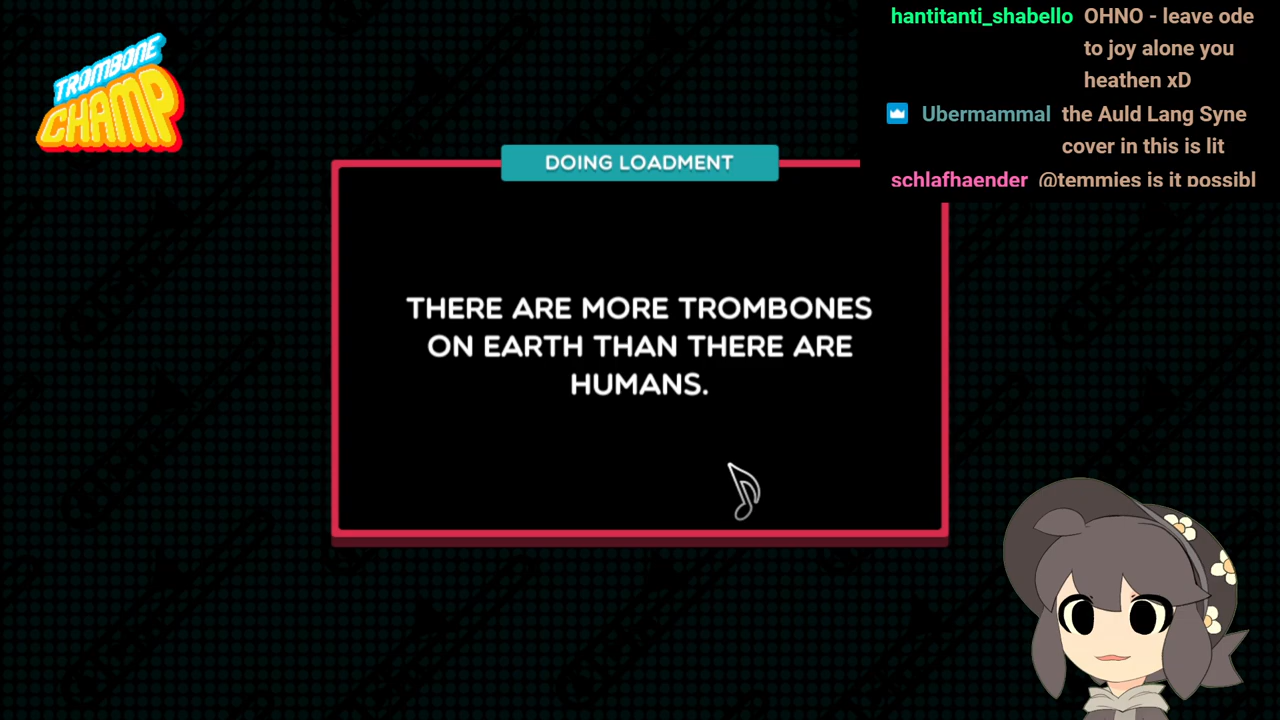 hantitanti_shabello OHNO - leave ode
to joy alone you
heathen xD
Ubermammal the Auld Lang Syne
cover in this is lit
schlafhaender @temmies is it possibl
TROMBONE
CHAMP
DOING LOADMENT
THERE ARE MORE TROMBONES
ON EARTH THAN THERE ARE
HUMANS.